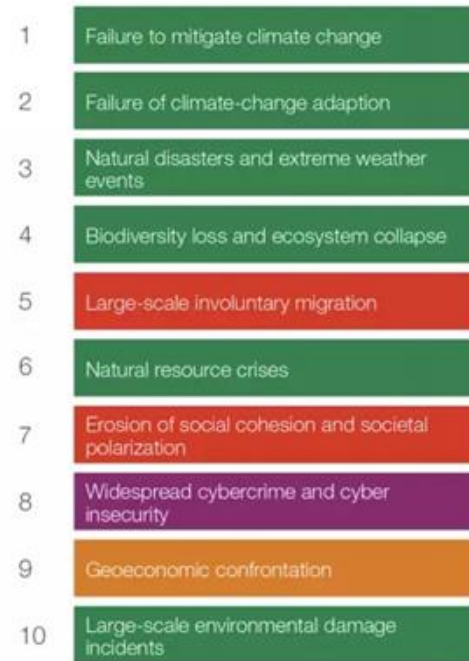 1 Failure to mitigate climate change
2 Failure of climate-change adaption
3 Natural disasters and extreme weather
events
4 Biodiversity loss and ecosystem collapse
5 Large-scale involuntary migration
6 Natural resource crises
7 Erosion of social cohesion and societal
polarization
8 Widespread cybercrime and cyber
insecurity
9 Geoeconomic confrontation
10 Large-scale environmental damage
incidents